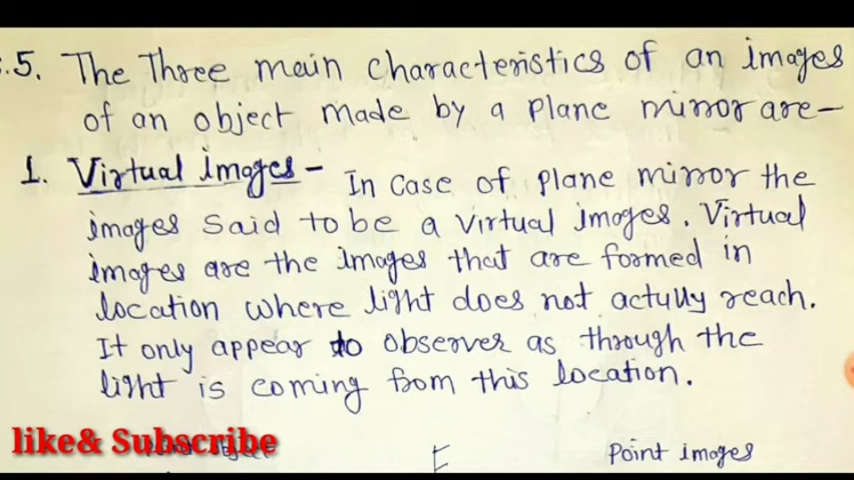 .5. The Three main characteristics of an images
of an object made by a plane mirror are-
1. Virtual images - In case of plane mirror the
images said to be a virtual images. Virtual
images are the images that are formed in
location where light does not actully reach.
It only appear to observer as through the
light is coming from this location.
like& Subscribe
E
Point images